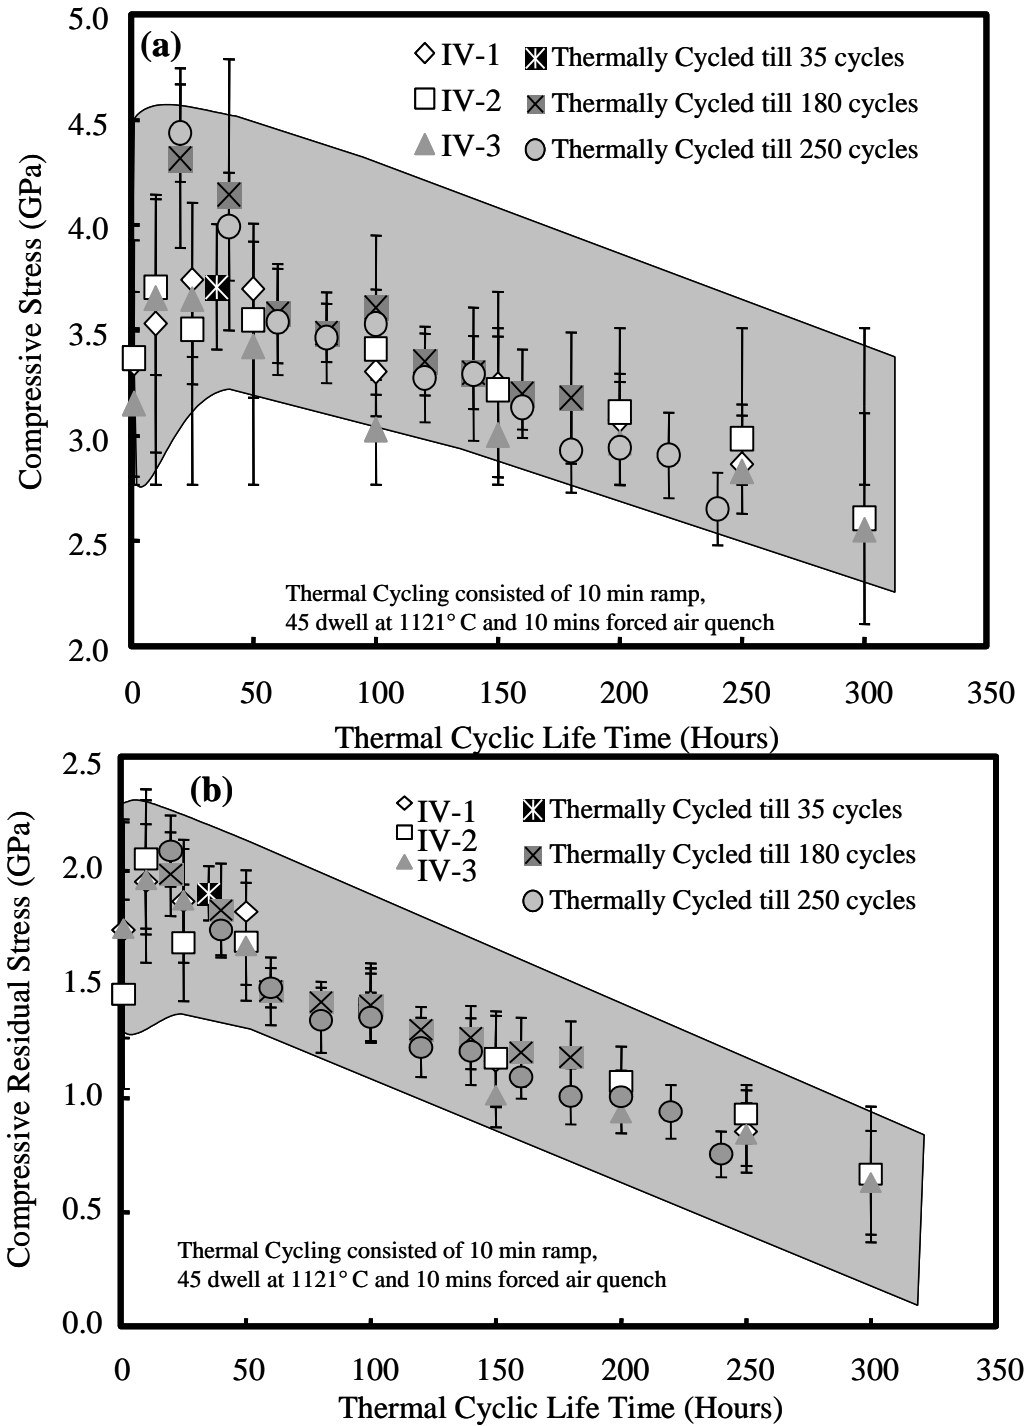 5.0
(a)
IV-1
Thermally Cycled till 35 cycles
IV-2
Thermally Cycled till 180 cycles
IV-3
Thermally Cycled till 250 cycles
4.5
4.0
3.5
3.0
2.5
2.0
Compressive Stress (GPa)
Thermal Cycling consisted of 10 min ramp,
45 dwell at 1121° C and 10 mins forced air quench
0 50 100 150 200 250 300 350
Thermal Cyclic Life Time (Hours)
2.5
(b)
IV-1
Thermally Cycled till 35 cycles
IV-2
Thermally Cycled till 180 cycles
IV-3
Thermally Cycled till 250 cycles
2.0
1.5
1.0
0.5
0.0
Compressive Residual Stress (GPa)
Thermal Cycling consisted of 10 min ramp,
45 dwell at 1121° C and 10 mins forced air quench
0 50 100 150 200 250 300 350
Thermal Cyclic Life Time (Hours)